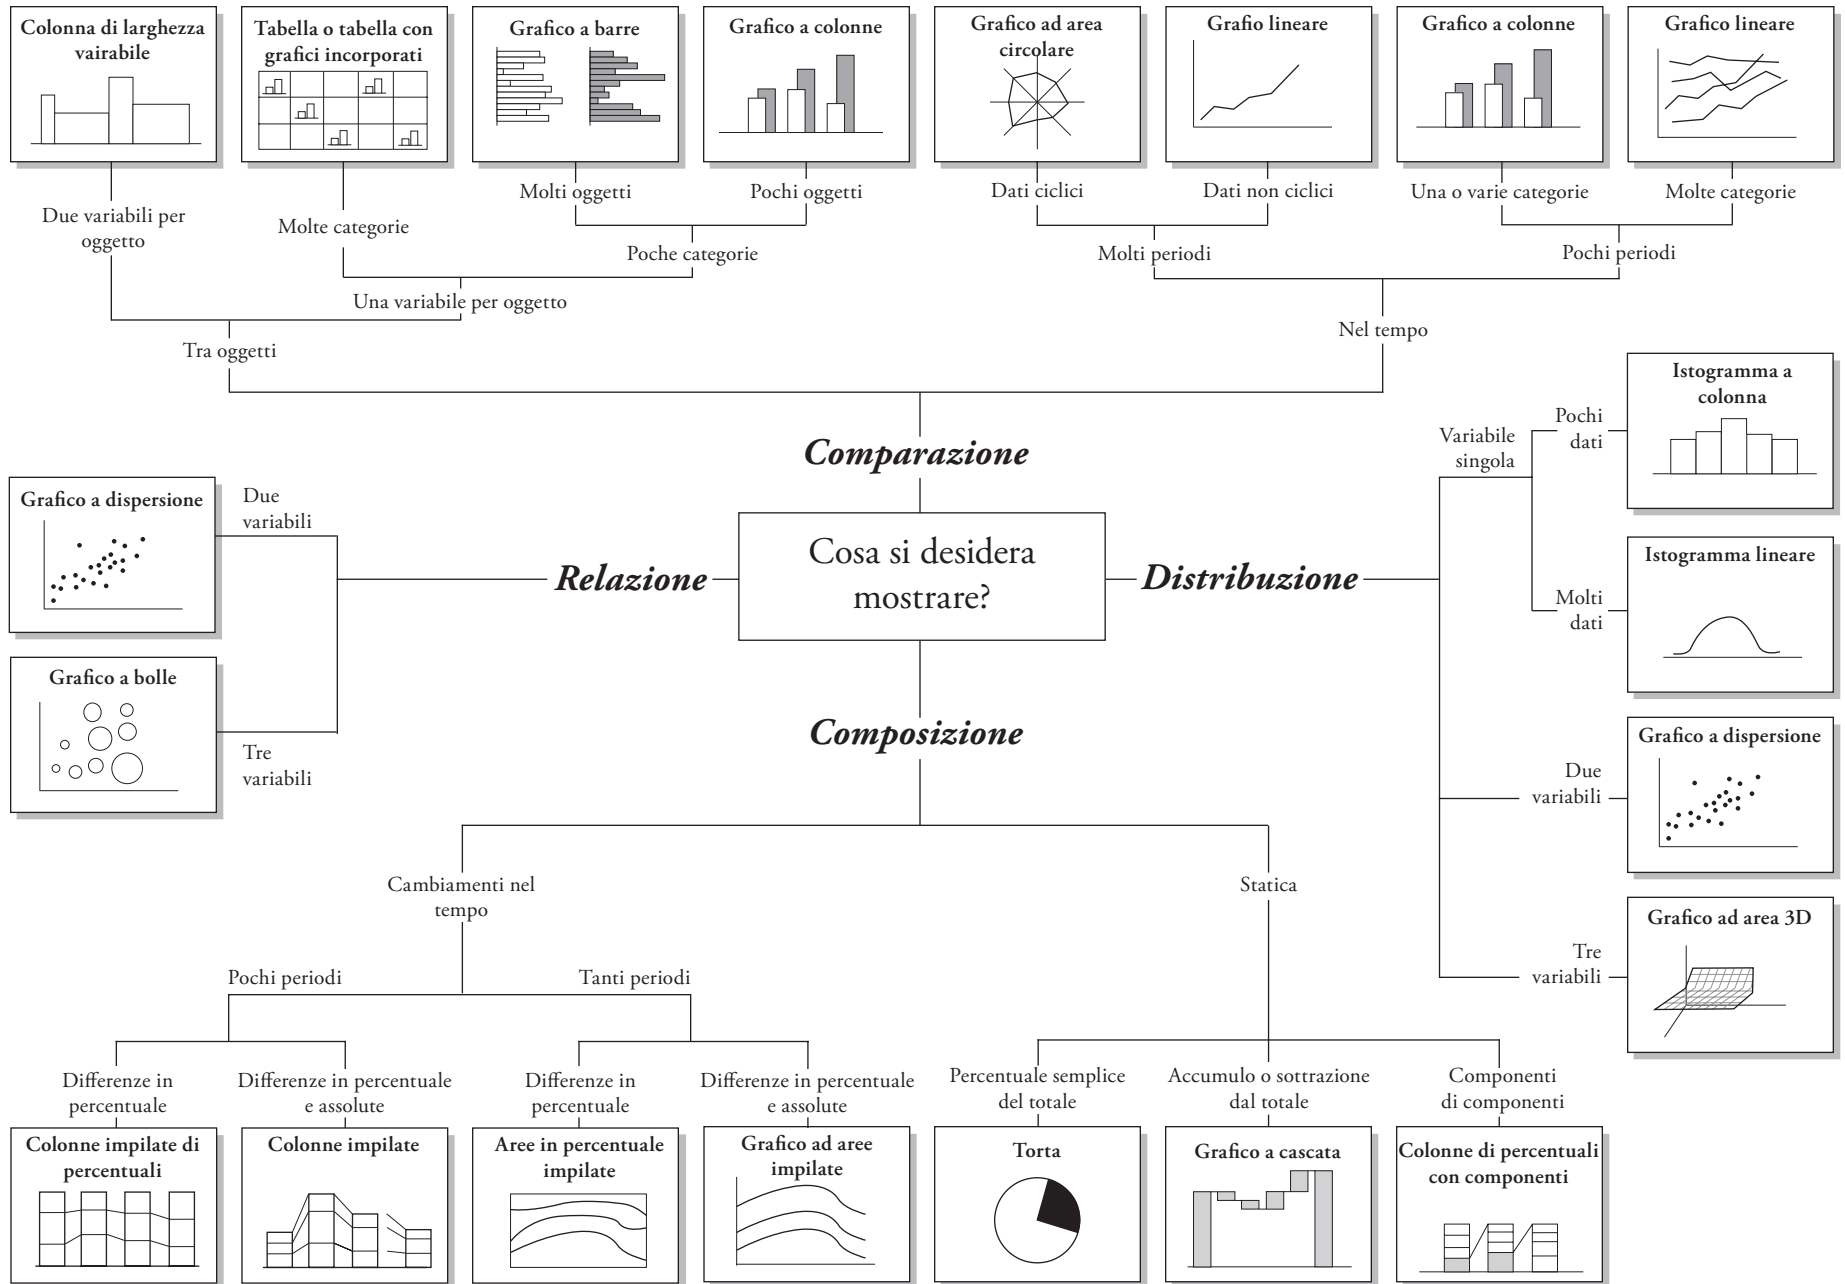 Colonna di larghezza
vairabile
Tabella o tabella con
grafici incorporati
Grafico a barre
Grafico a colonne
Grafico ad area
circolare
Grafio lineare
Grafico a colonne
Grafico lineare
Due variabili per
oggetto
Molte categorie
Molti oggetti
Pochi oggetti
Dati ciclici
Dati non ciclici
Una o varie categorie
Molte categorie
Poche categorie
Molti periodi
Pochi periodi
Una variabile per oggetto
Tra oggetti
Nel tempo
Comparazione
Variabile
singola
Pochi
dati
Istogramma a
colonna
Grafico a dispersione
Due
variabili
Relazione
Cosa si desidera
mostrare?
Distribuzione
Molti
dati
Istogramma lineare
Grafico a bolle
Tre
variabili
Composizione
Due
variabili
Grafico a dispersione
Tre
variabili
Grafico ad area 3D
Cambiamenti nel
tempo
Statica
Pochi periodi
Tanti periodi
Differenze in
percentuale
Differenze in percentuale
e assolute
Differenze in
percentuale
Differenze in percentuale
e assolute
Percentuale semplice
del totale
Accumulo o sottrazione
dal totale
Componenti
di componenti
Colonne impilate di
percentuali
Colonne impilate
Aree in percentuale
impilate
Grafico ad aree
impilate
Torta
Grafico a cascata
Colonne di percentuali
con componenti